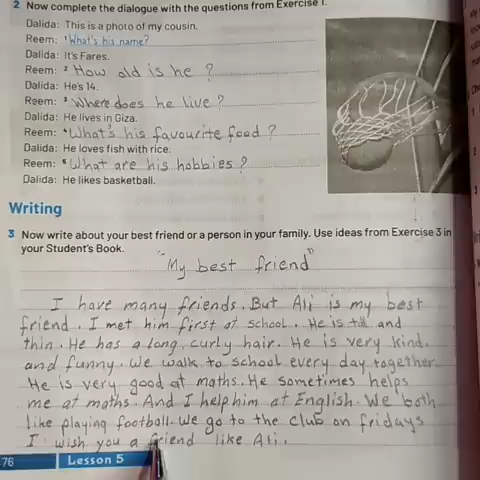 2 Now complete the dialogue with the questions from Exercise 1.
Dalida: This is a photo of my cousin.
Reem: 1 What's his name?
Dalida: It's Fares.
Reem: 2 How old is he ?
Dalida: He's 14.
Reem: 3 Where does he live?
Dalida: He lives in Giza.
Reem: 4 What's his favourite food ?
Dalida: He loves fish with rice.
Reem: 5 What are his hobbies ?
Dalida: He likes basketball.
Writing
3 Now write about your best friend or a person in your family. Use ideas from Exercise 3 in
your Student's Book.
"My best friend"
I have many friends. But Ali is my best
friend. I met him first at school. He is tall and
thin. He has a long, curly hair. He is very kind.
and funny. We walk to school every day together
He is very good at maths. He sometimes helps
me at maths. And I help him at English. We both
like playing football. We go to the club on fridays
I wish you a friend like Ali.
76 Lesson 5